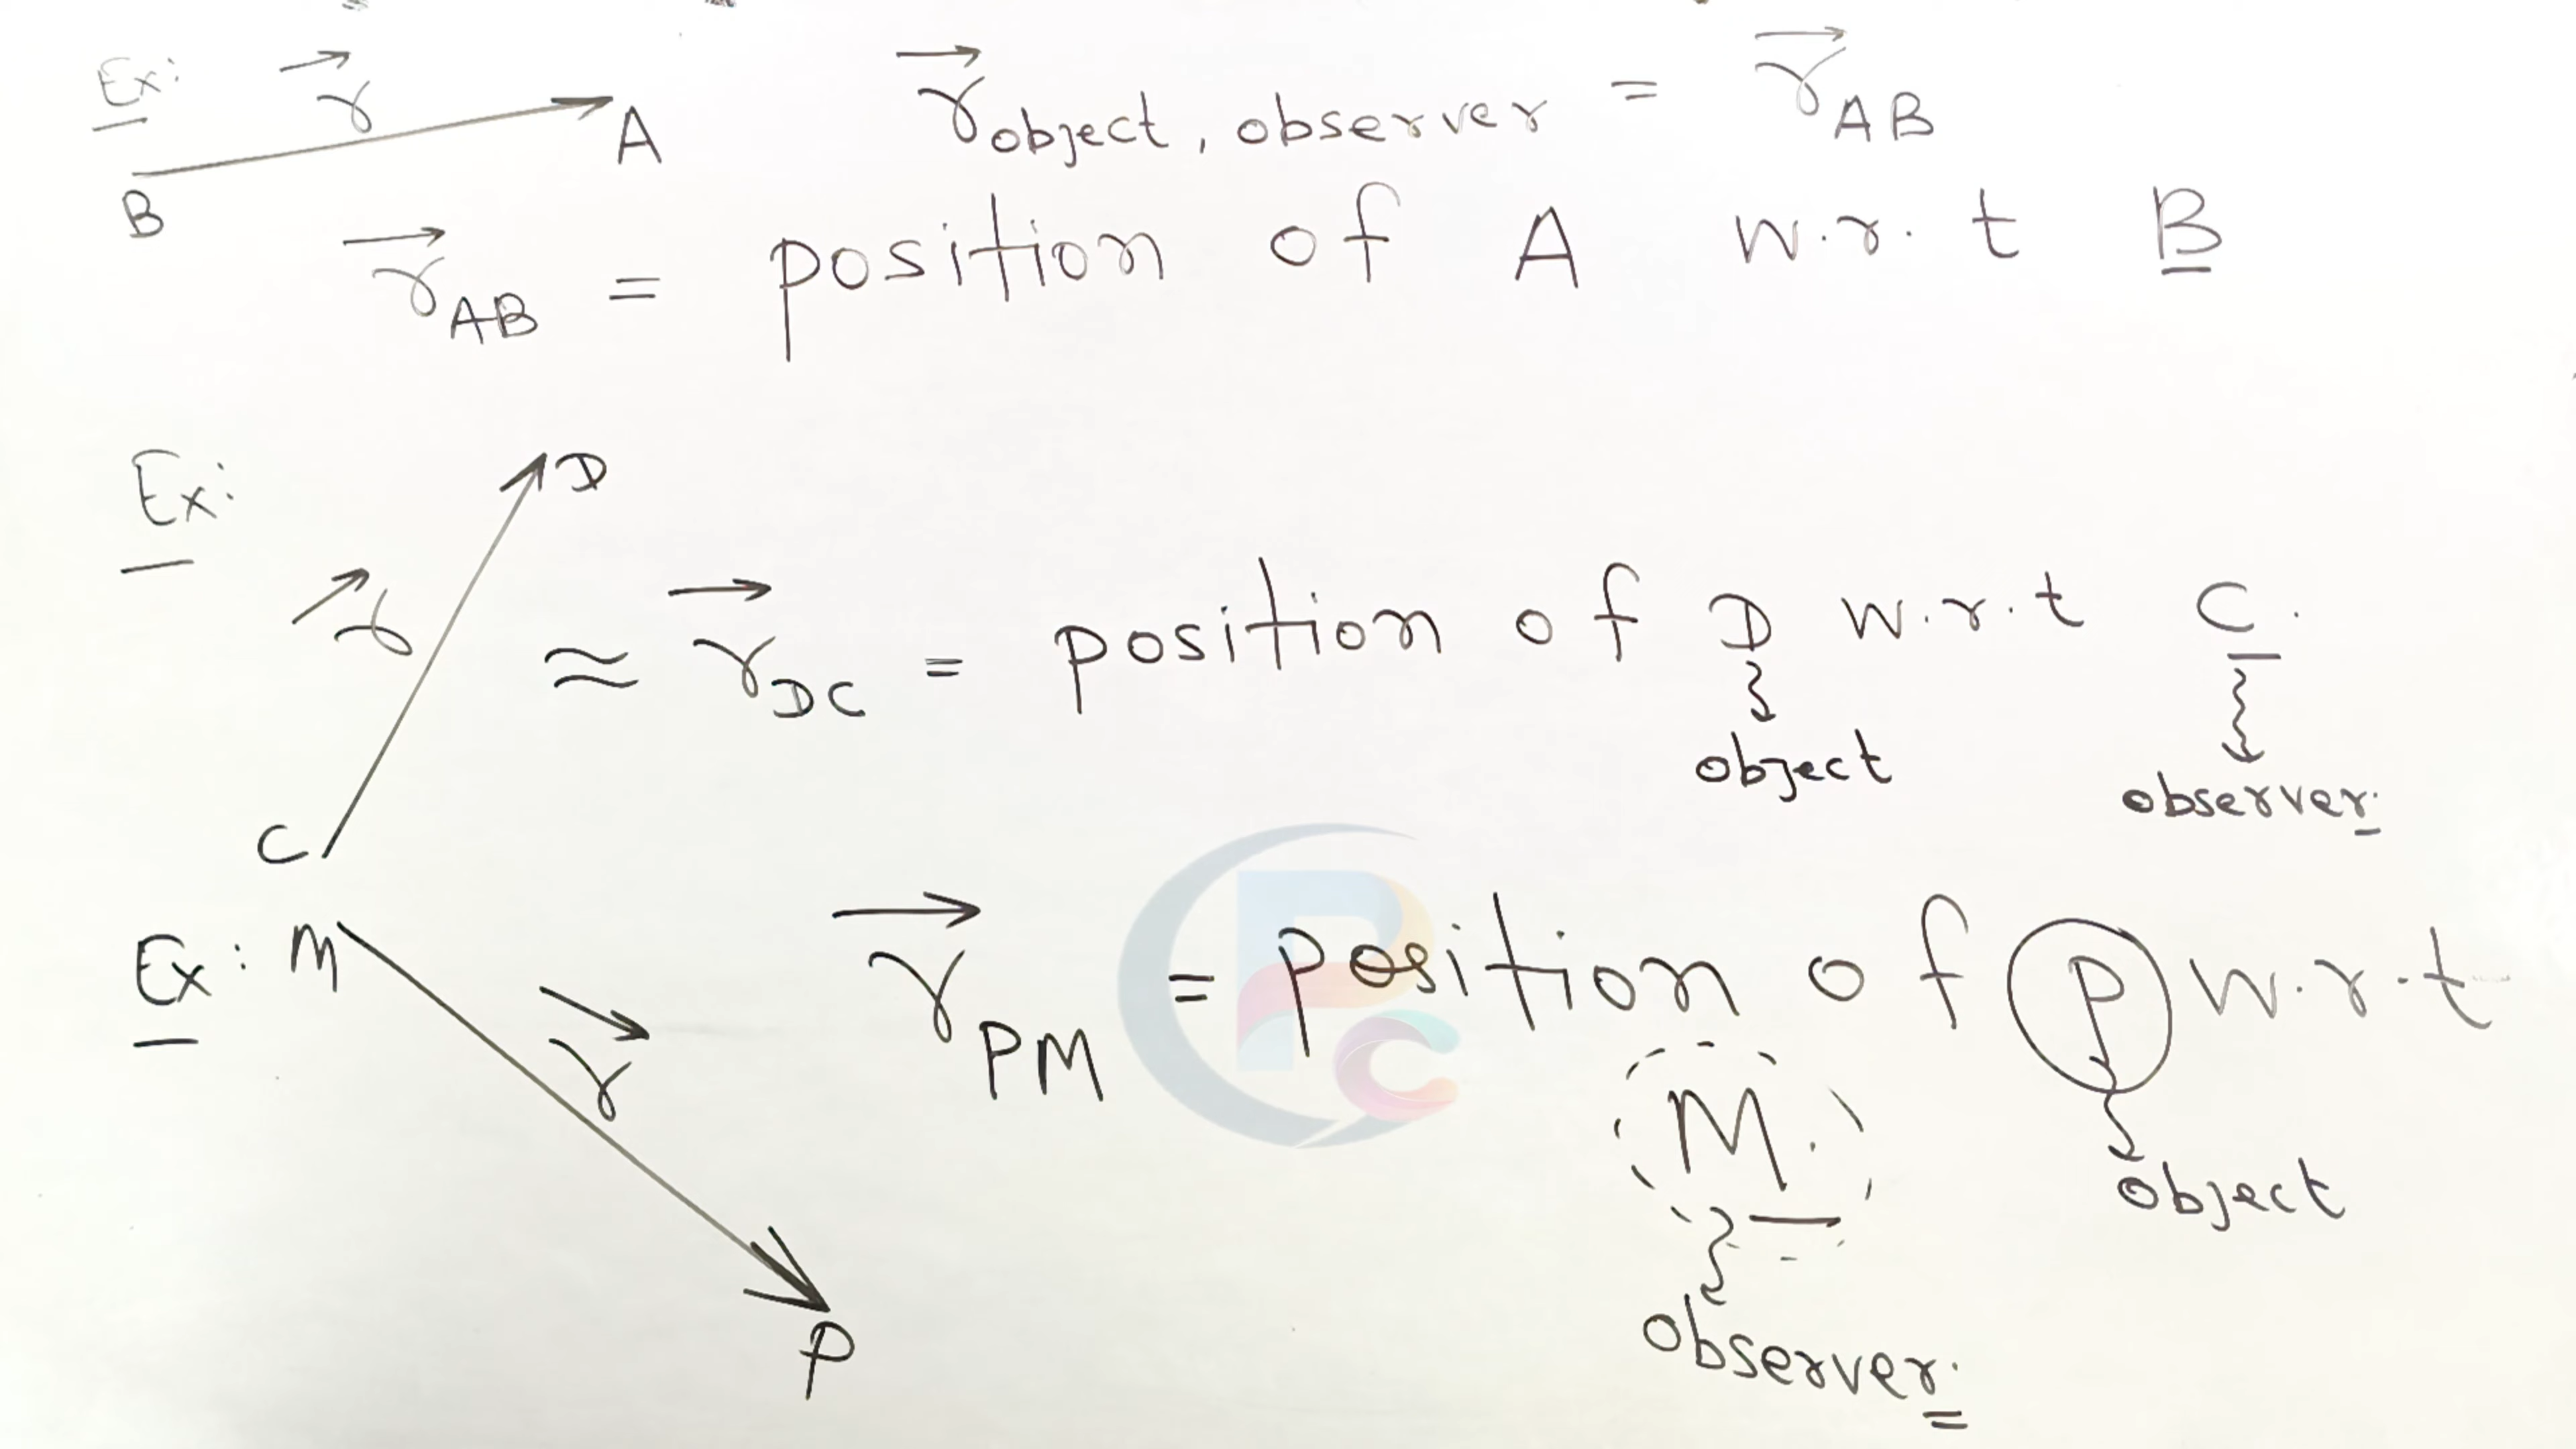 Ex: r⃗ A r⃗ object, observer = r⃗ AB
B
r⃗ AB = position of A w.r.t B
Ex: D
r⃗ ≈ r⃗ DC = position of D w.r.t C.
object
observer.
C
Ex: M r⃗ r⃗ PM = position of P w.r.t
M.
object
P
observer.
PC